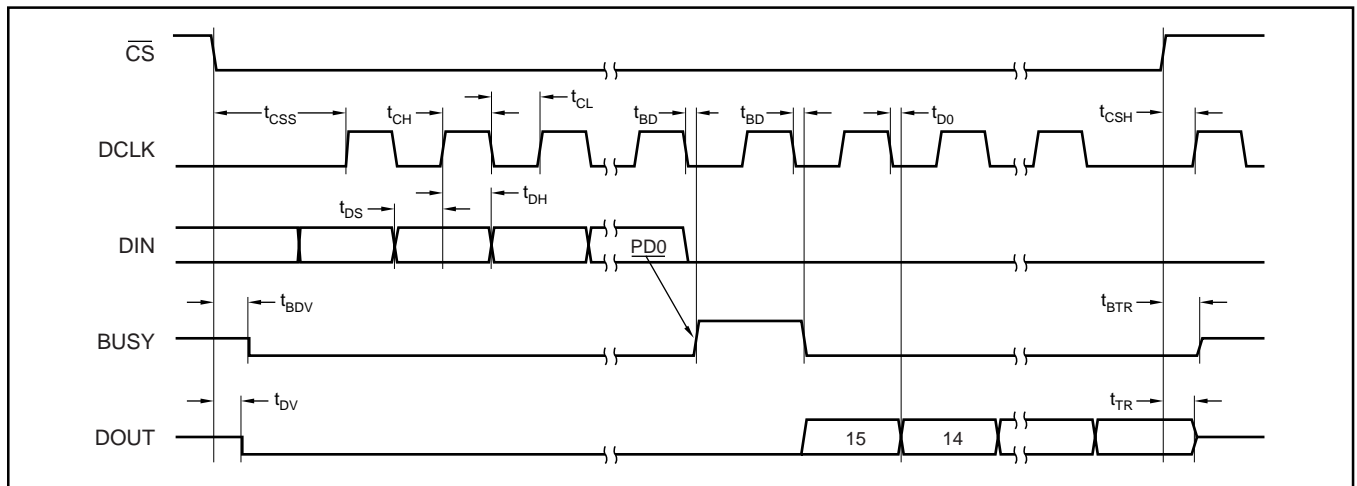 CS
tCSS
tCH
tCL
tBD
tBD
tD0
tCSH
DCLK
tDS
tDH
DIN
PD0
tBDV
tBTR
BUSY
tDV
tTR
DOUT
15
14